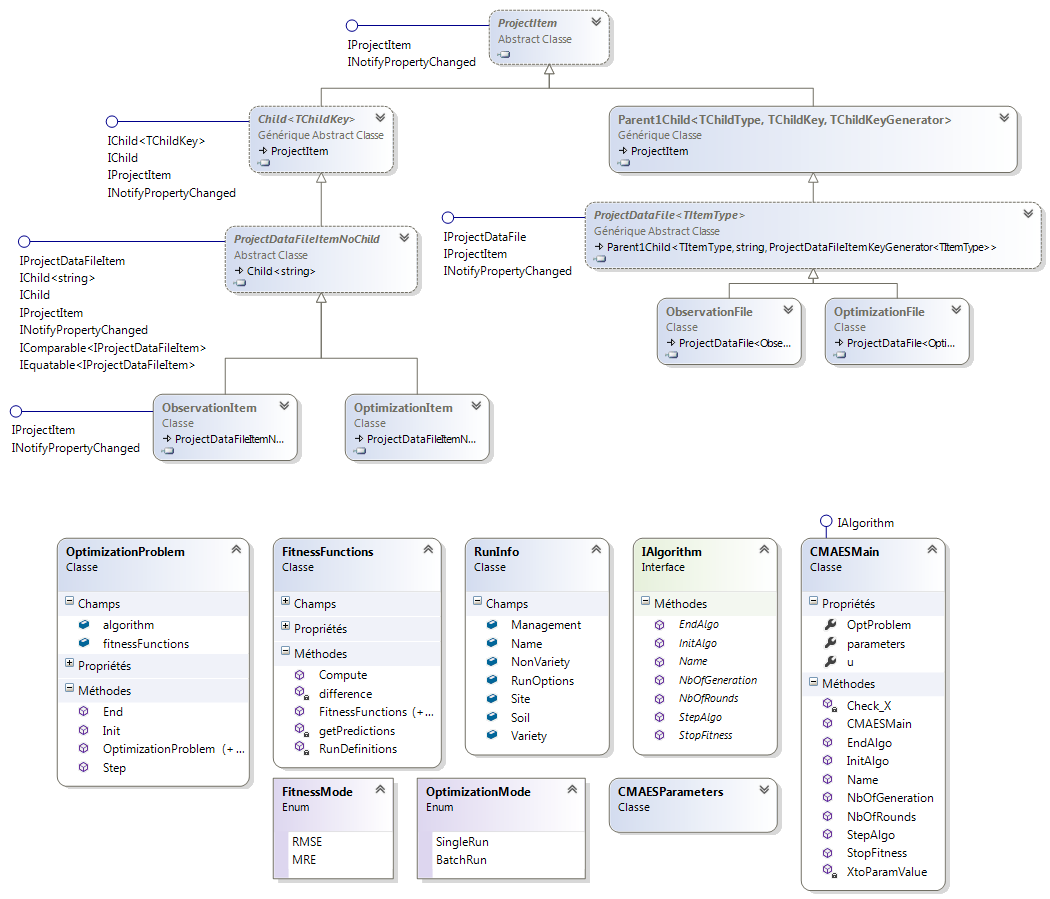 ProjectItem
Abstract Classe
IProjectItem
INotifyPropertyChanged
Child<TChildKey>
Générique Abstract Classe
ProjectItem
IChild<TChildKey>
IChild
IProjectItem
INotifyPropertyChanged
Parent1Child<TChildType, TChildKey, TChildKeyGenerator>
Générique Classe
ProjectItem
ProjectDataFileItemNoChild
Abstract Classe
Child<string>
IProjectDataFileItem
IChild<string>
IChild
IProjectItem
INotifyPropertyChanged
IComparable<IProjectDataFileItem>
IEquatable<IProjectDataFileItem>
ProjectDataFile<TItemType>
Générique Abstract Classe
Parent1Child<TItemType, string, ProjectDataFileItemKeyGenerator<TItemType>>
IProjectDataFile
IProjectItem
INotifyPropertyChanged
ObservationFile
Classe
ProjectDataFile<Obse...
OptimizationFile
Classe
ProjectDataFile<Opti...
ObservationItem
Classe
ProjectDataFileItemN...
IProjectItem
INotifyPropertyChanged
OptimizationItem
Classe
ProjectDataFileItemN...
OptimizationProblem
Classe
Champs
algorithm
fitnessFunctions
Propriétés
Méthodes
End
Init
OptimizationProblem (+...
Step
FitnessFunctions
Classe
Champs
Propriétés
Méthodes
Compute
difference
FitnessFunctions (+...
getPredictions
RunDefinitions
RunInfo
Classe
Champs
Management
Name
NonVariety
RunOptions
Site
Soil
Variety
IAlgorithm
Interface
Méthodes
EndAlgo
InitAlgo
Name
NbOfGeneration
NbOfRounds
StepAlgo
StopFitness
IAlgorithm
CMAESMain
Classe
Propriétés
OptProblem
parameters
u
Méthodes
Check_X
CMAESMain
EndAlgo
InitAlgo
Name
NbOfGeneration
NbOfRounds
StepAlgo
StopFitness
XtoParamValue
FitnessMode
Enum
RMSE
MRE
OptimizationMode
Enum
SingleRun
BatchRun
CMAESParameters
Classe